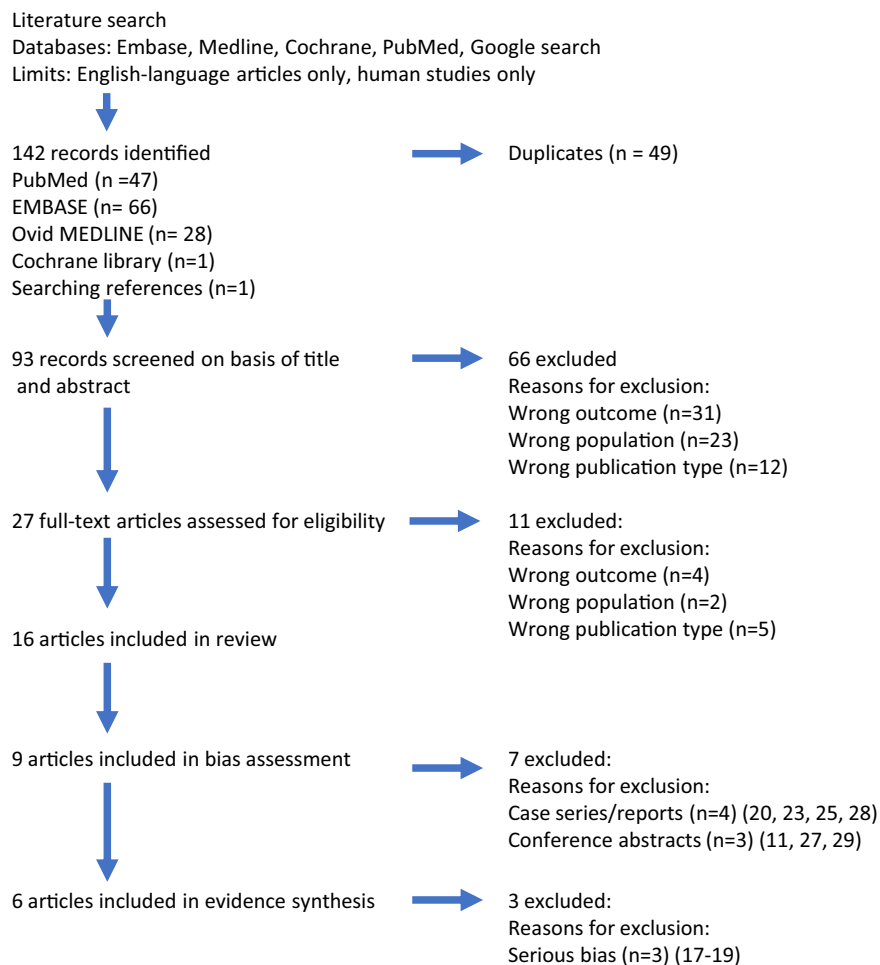 Literature search
Databases: Embase, Medline, Cochrane, PubMed, Google search
Limits: English-language articles only, human studies only
142 records identified
PubMed (n =47)
EMBASE (n= 66)
Ovid MEDLINE (n= 28)
Cochrane library (n=1)
Searching references (n=1)
Duplicates (n = 49)
93 records screened on basis of title
and abstract
66 excluded
Reasons for exclusion:
Wrong outcome (n=31)
Wrong population (n=23)
Wrong publication type (n=12)
27 full-text articles assessed for eligibility
11 excluded:
Reasons for exclusion:
Wrong outcome (n=4)
Wrong population (n=2)
Wrong publication type (n=5)
16 articles included in review
9 articles included in bias assessment
7 excluded:
Reasons for exclusion:
Case series/reports (n=4) (20, 23, 25, 28)
Conference abstracts (n=3) (11, 27, 29)
6 articles included in evidence synthesis
3 excluded:
Reasons for exclusion:
Serious bias (n=3) (17-19)